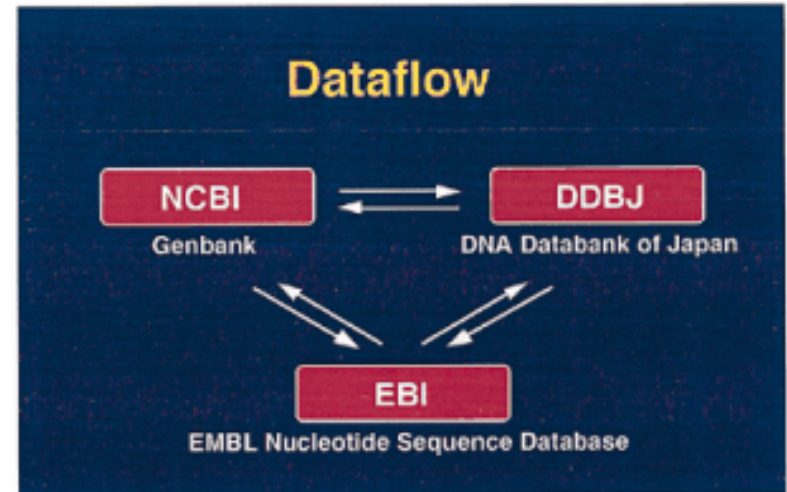 Dataflow
NCBI
DDBJ
Genbank
DNA Databank of Japan
EBI
EMBL Nucleotide Sequence Database